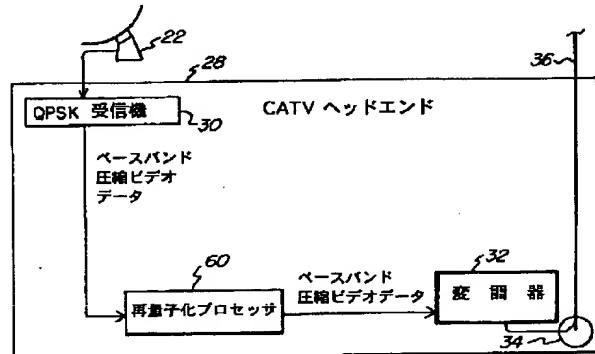 22
28
36
QPSK 受信機
30
CATV ヘッドエンド
ベースバンド
圧縮ビデオ
データ
60
再量子化プロセッサ
ベースバンド
圧縮ビデオデータ
32
変調器
34